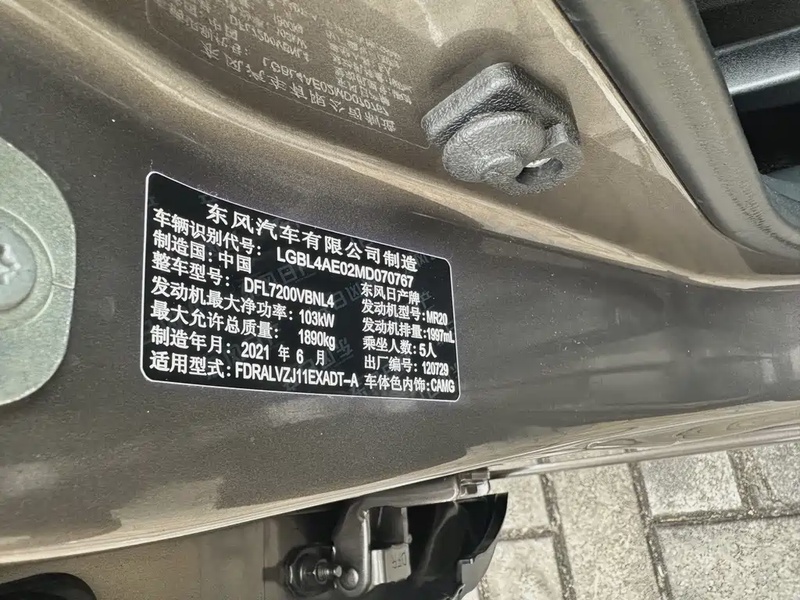 东风汽车有限公司制造
车辆识别代号: LGBL4AE02MD070767
制造国: 中国 东风日产牌
整车型号: DFL7200VBNL4 发动机型号: MR20
发动机最大净功率: 103kW 发动机排量: 1997mL
最大允许总质量: 1890kg 乘坐人数: 5人
制造年月: 2021 年 6 月 出厂编号: 120729
适用型式: FDRALVZJ11EXADT-A 车体色内饰: CAMG